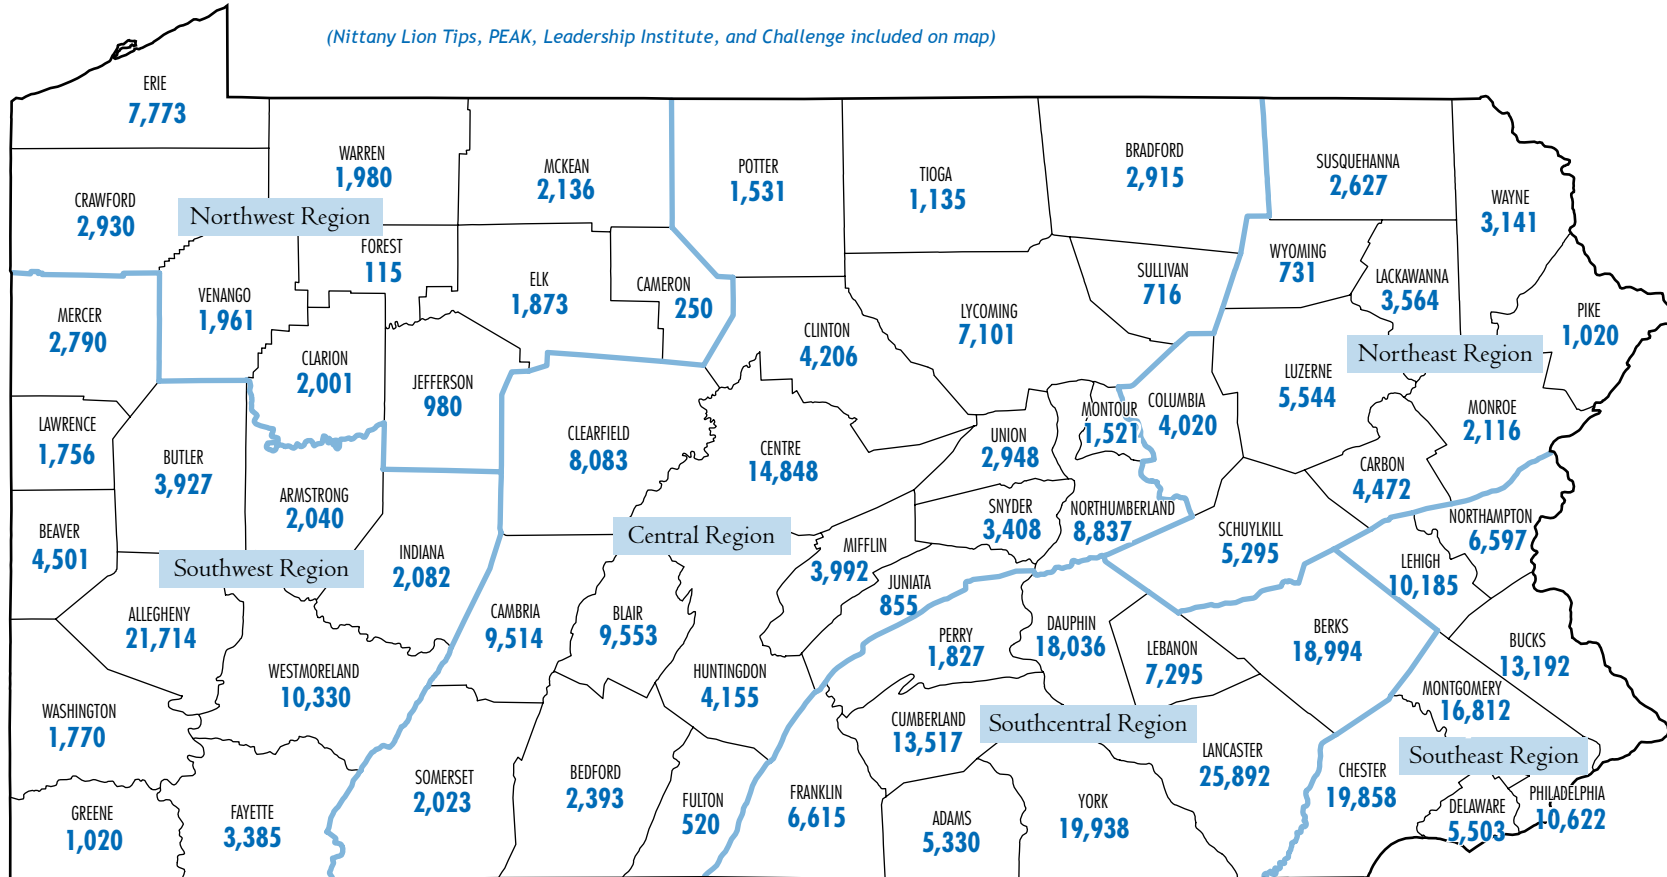 (Nittany Lion Tips, PEAK, Leadership Institute, and Challenge included on map)
ERIE
7,773
WARREN
1,980
MCKEAN
2,136
POTTER
1,531
TIOGA
1,135
BRADFORD
2,915
SUSQUEHANNA
2,627
WAYNE
3,141
CRAWFORD
2,930
Northwest Region
FOREST
115
ELK
1,873
CAMERON
250
SULLIVAN
716
WYOMING
731
LACKAWANNA
3,564
PIKE
1,020
MERCER
2,790
VENANGO
1,961
CLARION
2,001
JEFFERSON
980
CLINTON
4,206
LYCOMING
7,101
LUZERNE
5,544
Northeast Region
MONROE
2,116
LAWRENCE
1,756
BUTLER
3,927
ARMSTRONG
2,040
CLEARFIELD
8,083
CENTRE
14,848
UNION
2,948
MONTOUR
1,521
COLUMBIA
4,020
CARBON
4,472
BEAVER
4,501
Southwest Region
INDIANA
2,082
Central Region
MIFFLIN
3,992
SNYDER
3,408
NORTHUMBERLAND
8,837
SCHUYLKILL
5,295
NORTHAMPTON
6,597
LEHIGH
10,185
ALLEGHENY
21,714
WESTMORELAND
10,330
CAMBRIA
9,514
BLAIR
9,553
HUNTINGDON
4,155
JUNIATA
855
PERRY
1,827
DAUPHIN
18,036
LEBANON
7,295
BERKS
18,994
BUCKS
13,192
MONTGOMERY
16,812
WASHINGTON
1,770
CUMBERLAND
13,517
Southcentral Region
LANCASTER
25,892
Southeast Region
GREENE
1,020
FAYETTE
3,385
SOMERSET
2,023
BEDFORD
2,393
FULTON
520
FRANKLIN
6,615
ADAMS
5,330
YORK
19,938
CHESTER
19,858
DELAWARE
5,503
PHILADELPHIA
10,622